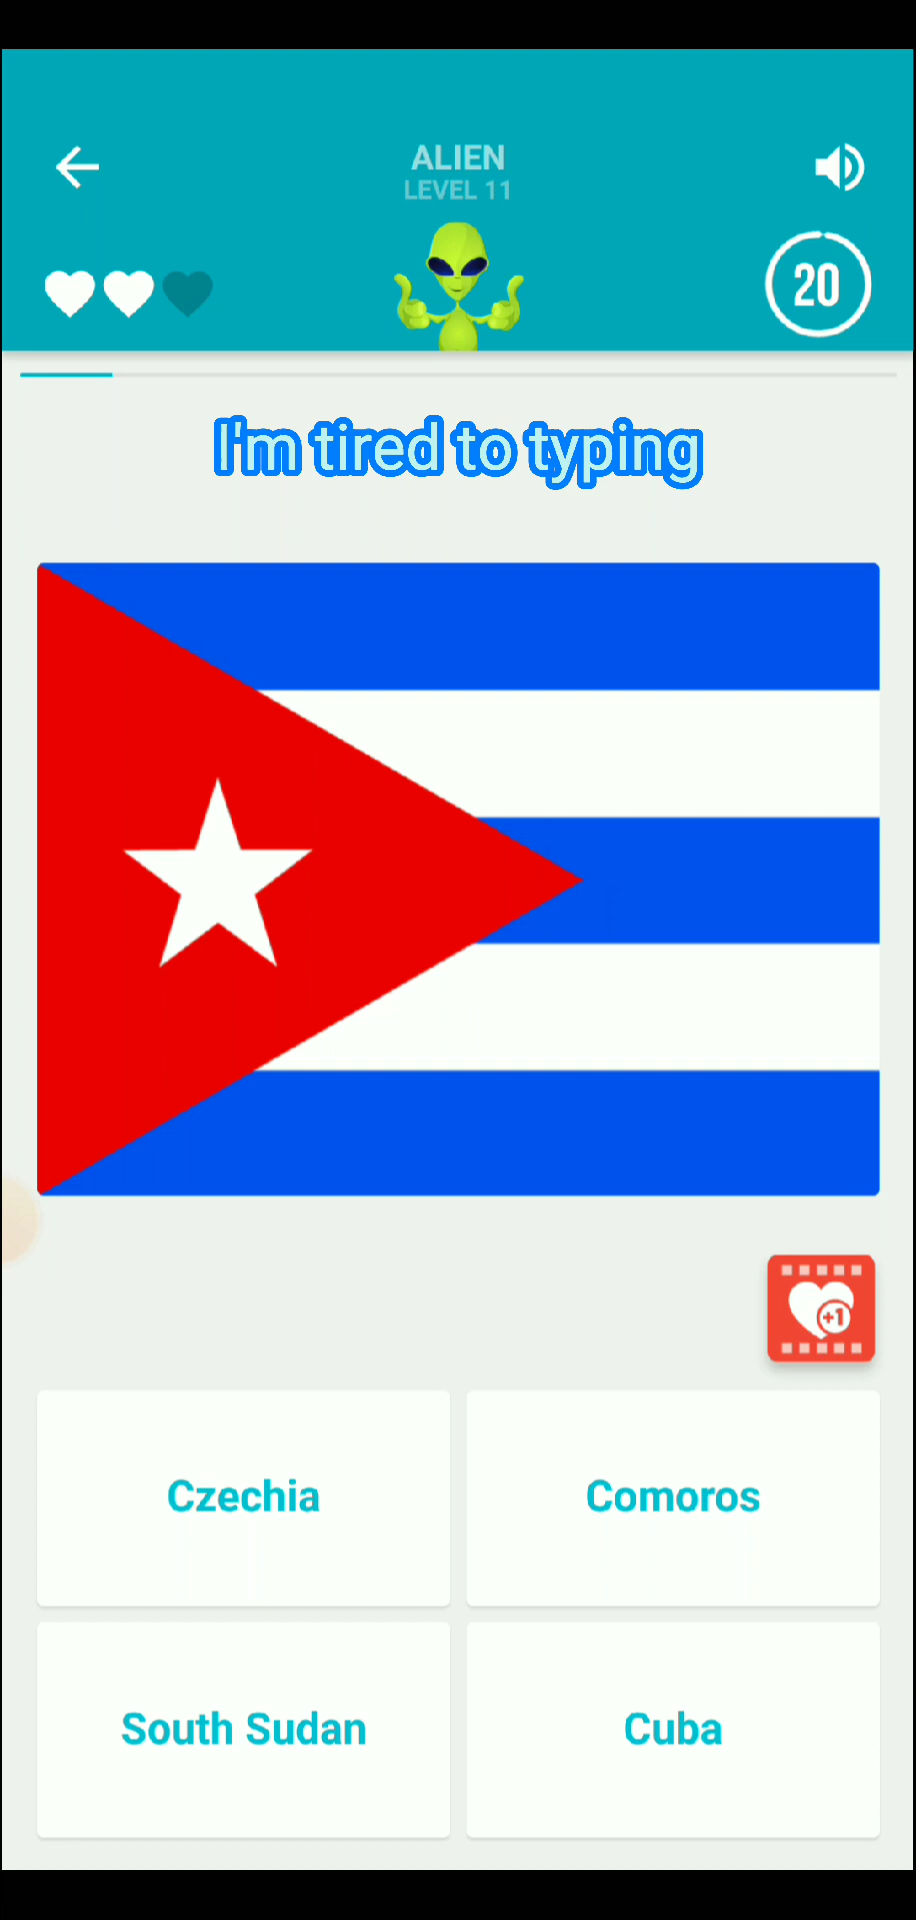 ALIEN
LEVEL 11
20
I'm tired to typing
+1
Czechia
Comoros
South Sudan
Cuba